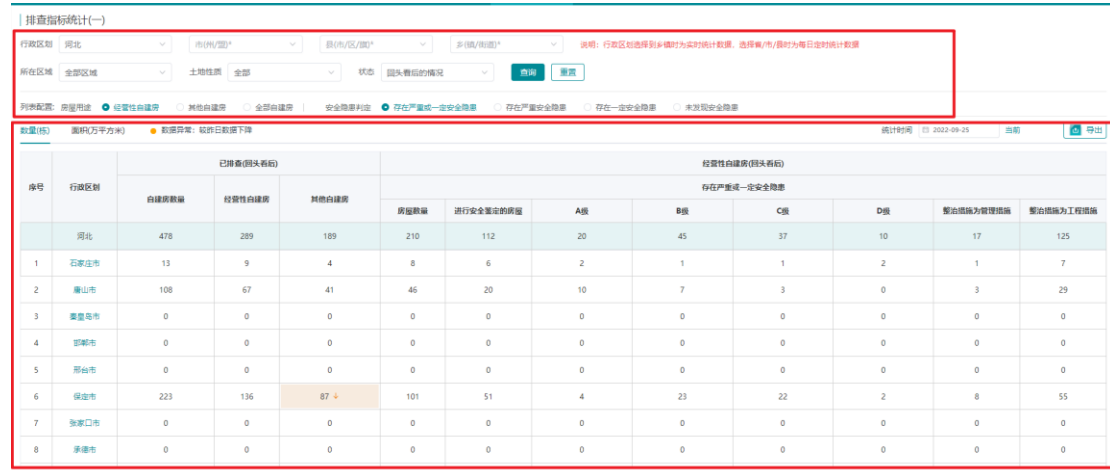 排查指标统计(一)
行政区划 河北 市(州/盟)* 县(市/区/旗)* 乡(镇/街道)* 说明：行政区划选择到乡镇时为实时统计数据，选择省/市/县时为每日定时统计数据
所在区域 全部区域 土地性质 全部 状态 回头看后的情况 查询 重置
列表配置: 房屋用途 经营性自建房 其他自建房 全部自建房 安全隐患判定 存在严重或一定安全隐患 存在严重安全隐患 存在一定安全隐患 未发现安全隐患
数量(栋) 面积(万平方米) 数据异常：较昨日数据下降 统计时间 2022-09-25 当前 导出
序号 行政区划 已排查(回头看后) 经营性自建房(回头看后)
自建房数量 经营性自建房 其他自建房 存在严重或一定安全隐患
房屋数量 进行安全鉴定的房屋 A级 B级 C级 D级 整治措施为管理措施 整治措施为工程措施
河北 478 289 189 210 112 20 45 37 10 17 125
1 石家庄市 13 9 4 8 6 2 1 1 2 1 7
2 唐山市 108 67 41 46 20 10 7 3 0 3 29
3 秦皇岛市 0 0 0 0 0 0 0 0 0 0 0
4 邯郸市 0 0 0 0 0 0 0 0 0 0 0
5 邢台市 0 0 0 0 0 0 0 0 0 0 0
6 保定市 223 136 87 ↓ 101 51 4 23 22 2 8 55
7 张家口市 0 0 0 0 0 0 0 0 0 0 0
8 承德市 0 0 0 0 0 0 0 0 0 0 0